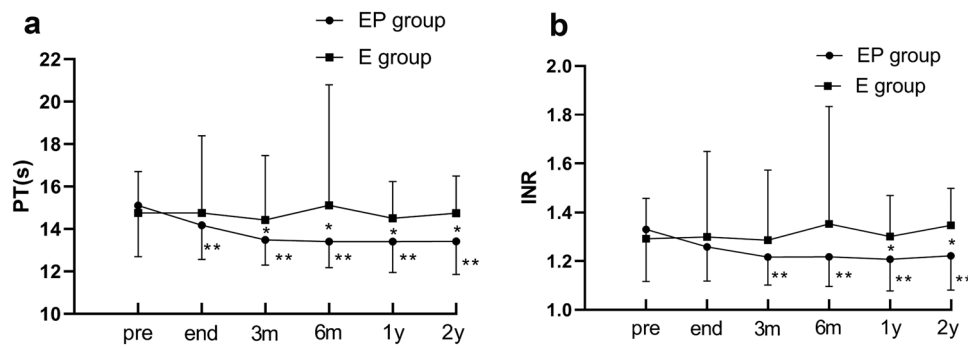 a
EP group
E group
PT(s)
22
20
18
16
14
12
10
* * * *
** ** ** ** **
pre end 3m 6m 1y 2y
b
EP group
E group
INR
2.0
1.8
1.6
1.4
1.2
1.0
* *
** ** ** **
pre end 3m 6m 1y 2y